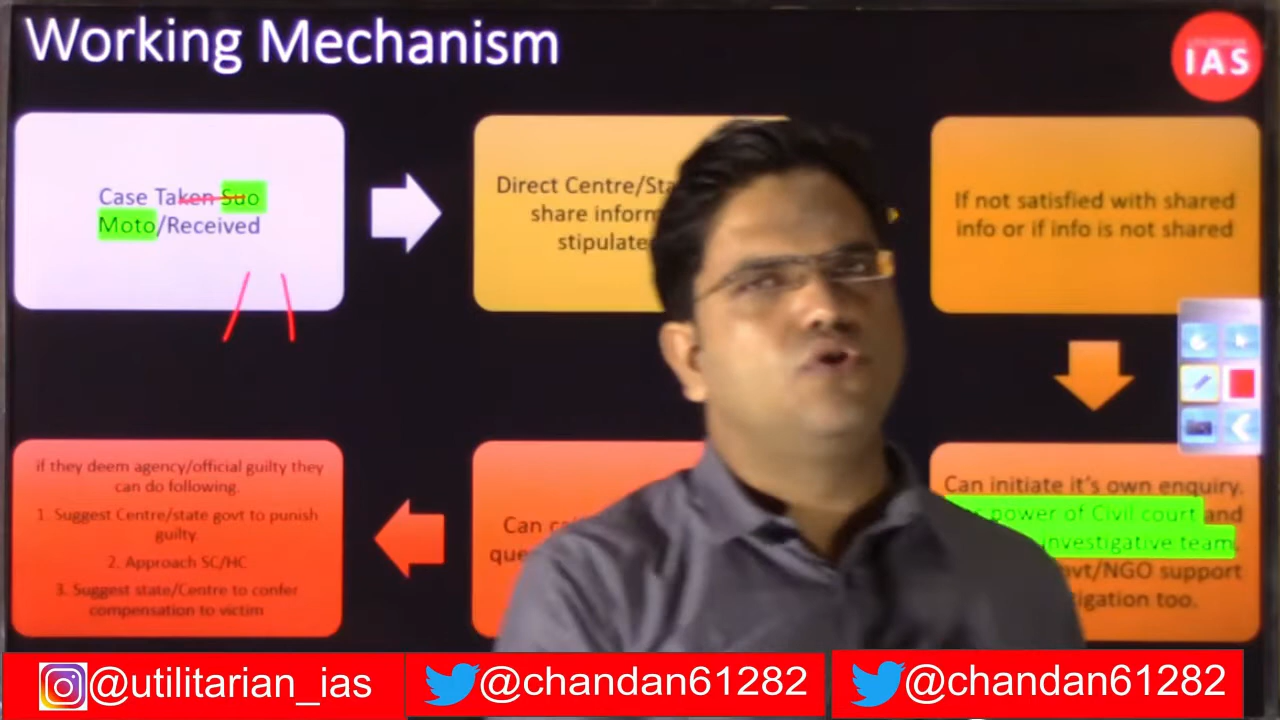 Working Mechanism
IAS
Case Taken Suo
Moto/Received
Direct Centre/Sta
share inform
stipulate
If not satisfied with shared
info or if info is not shared
Can initiate it's own enquiry.
power of Civil court and
investigative team,
/NGO support
tigation too.
Can
que
if they deem agency/official guilty they
can do following.
1. Suggest Centre/state govt to punish
guilty.
2. Approach SC/HC
3. Suggest state/Centre to confer
compensation to victim
@utilitarian_ias
@chandan61282
@chandan61282